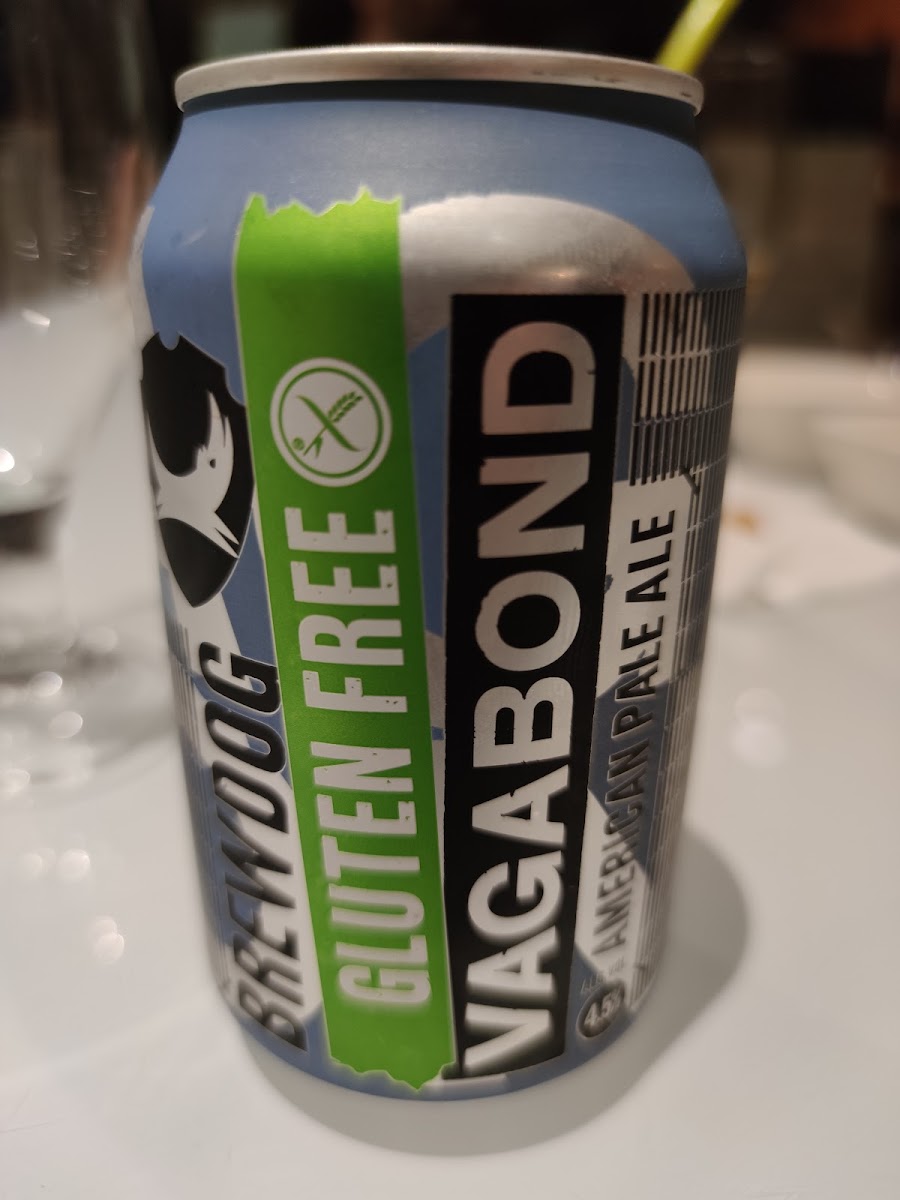 BREWDOG
GLUTEN FREE
VAGABOND
AMERICAN PALE ALE
4.5